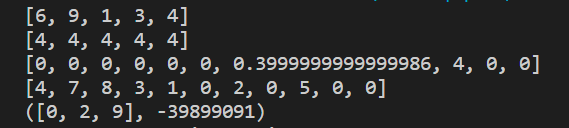 [6, 9, 1, 3, 4]
[4, 4, 4, 4, 4]
[0, 0, 0, 0, 0, 0, 0.3999999999999986, 4, 0, 0]
[4, 7, 8, 3, 1, 0, 2, 0, 5, 0, 0]
([0, 2, 9], -39899091)